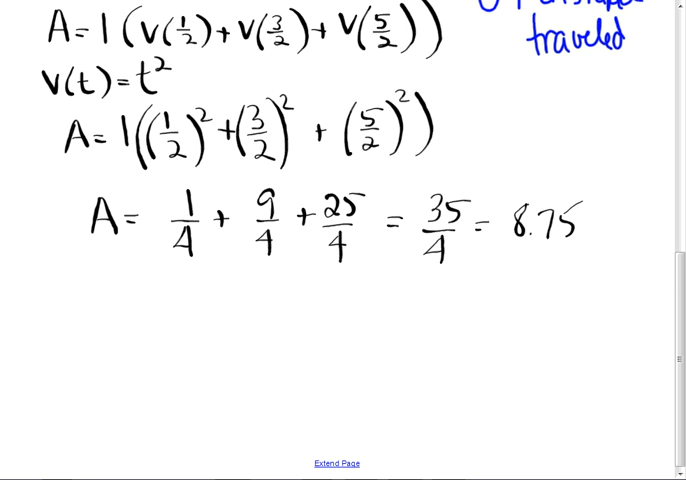 A = 1 ( v(1/2) + v(3/2) + v(5/2) )
traveled
v(t) = t²
A = 1((1/2)² + (3/2)² + (5/2)²)
A = 1/4 + 9/4 + 25/4 = 35/4 = 8.75
Extend Page